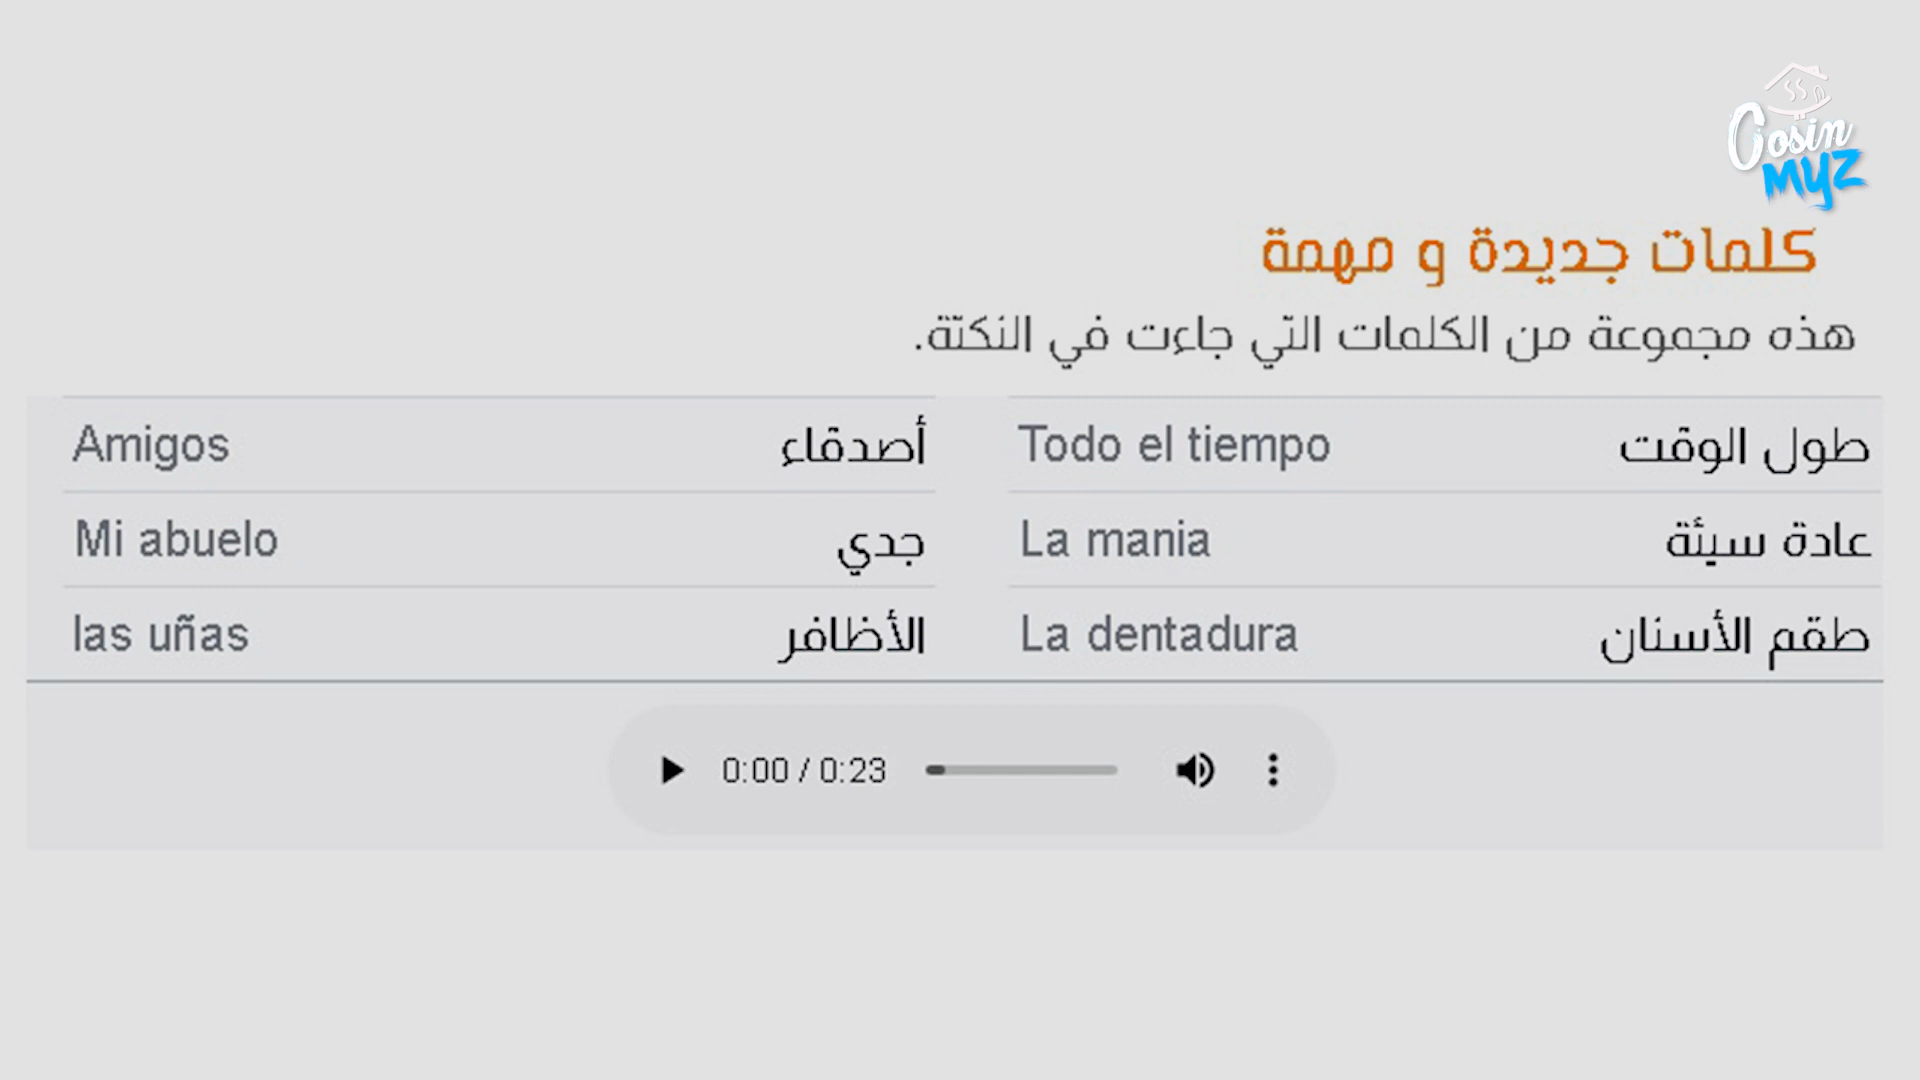 Cosin
MYZ
كلمات جديدة و مهمة
هذه مجموعة من الكلمات التي جاءت في النكتة.
Amigos أصدقاء Todo el tiempo طول الوقت
Mi abuelo جدي La mania عادة سيئة
las uñas الأظافر La dentadura طقم الأسنان
0:00 / 0:23